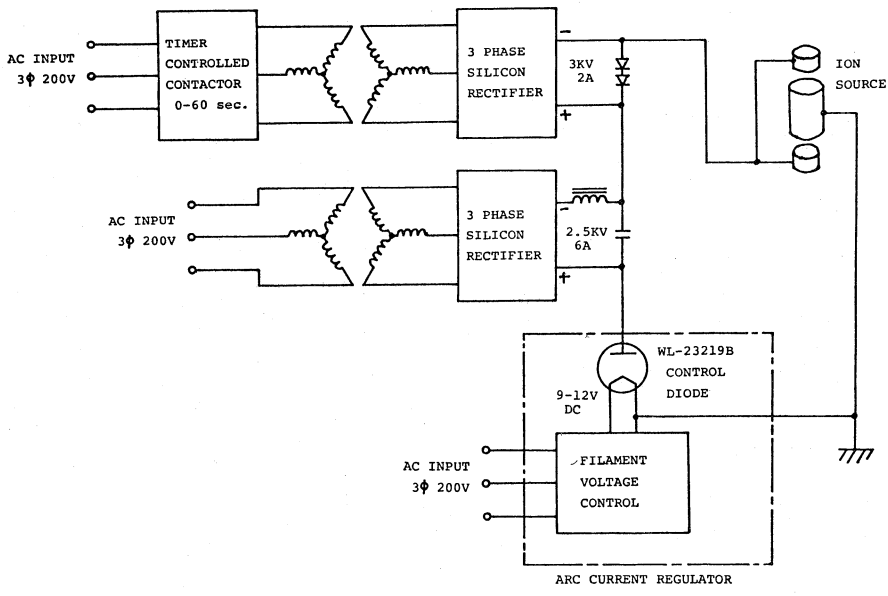 AC INPUT
3ϕ 200V
TIMER
CONTROLLED
CONTACTOR
0-60 sec.
3 PHASE
SILICON
RECTIFIER
−
+
3KV
2A
ION
SOURCE
AC INPUT
3ϕ 200V
3 PHASE
SILICON
RECTIFIER
−
+
2.5KV
6A
WL-23219B
CONTROL
DIODE
9-12V
DC
AC INPUT
3ϕ 200V
FILAMENT
VOLTAGE
CONTROL
ARC CURRENT REGULATOR